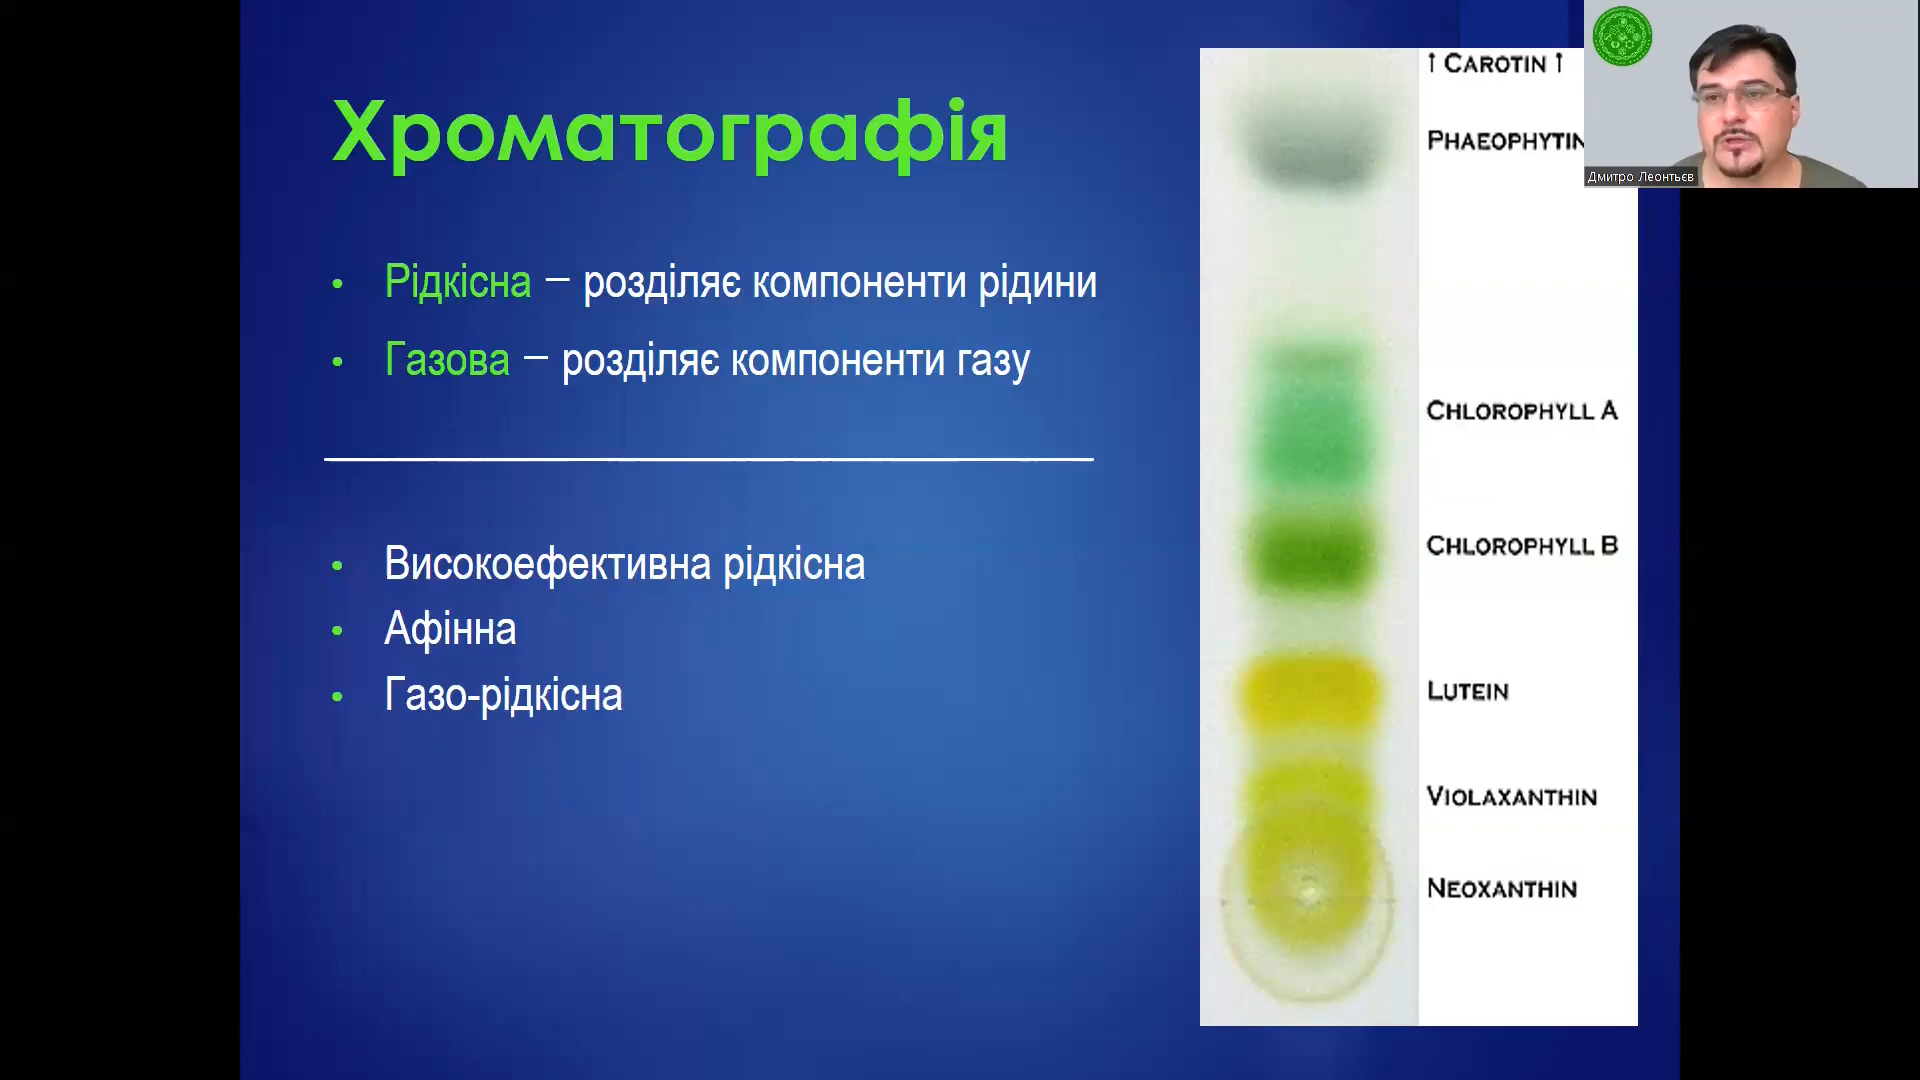 Хроматографія
• Рідкісна – розділяє компоненти рідини
• Газова – розділяє компоненти газу
• Високоефективна рідкісна
• Афінна
• Газо-рідкісна
↑ CAROTIN ↑
PHAEOPHYTIN
CHLOROPHYLL A
CHLOROPHYLL B
LUTEIN
VIOLAXANTHIN
NEOXANTHIN
Дмитро Леонтьєв